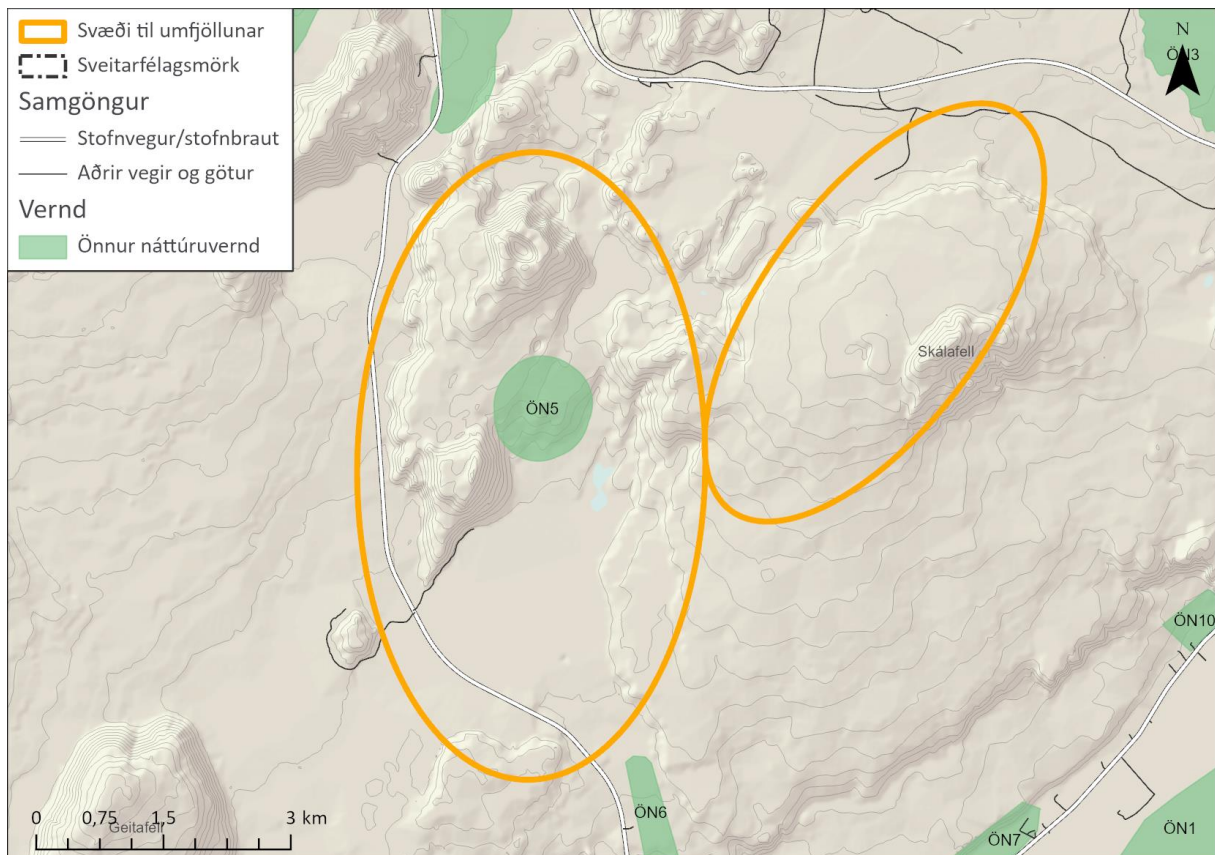 Svæði til umfjöllunar
Sveitarfélagsmörk
Samgöngur
Stofnvegur/stofnbraut
Aðrir vegir og götur
Vernd
Önnur náttúruvernd
N
ÖN3
Skálafell
ÖN5
ÖN10
ÖN6
ÖN7
ÖN1
0 0,75 1,5 3 km
Geitafell